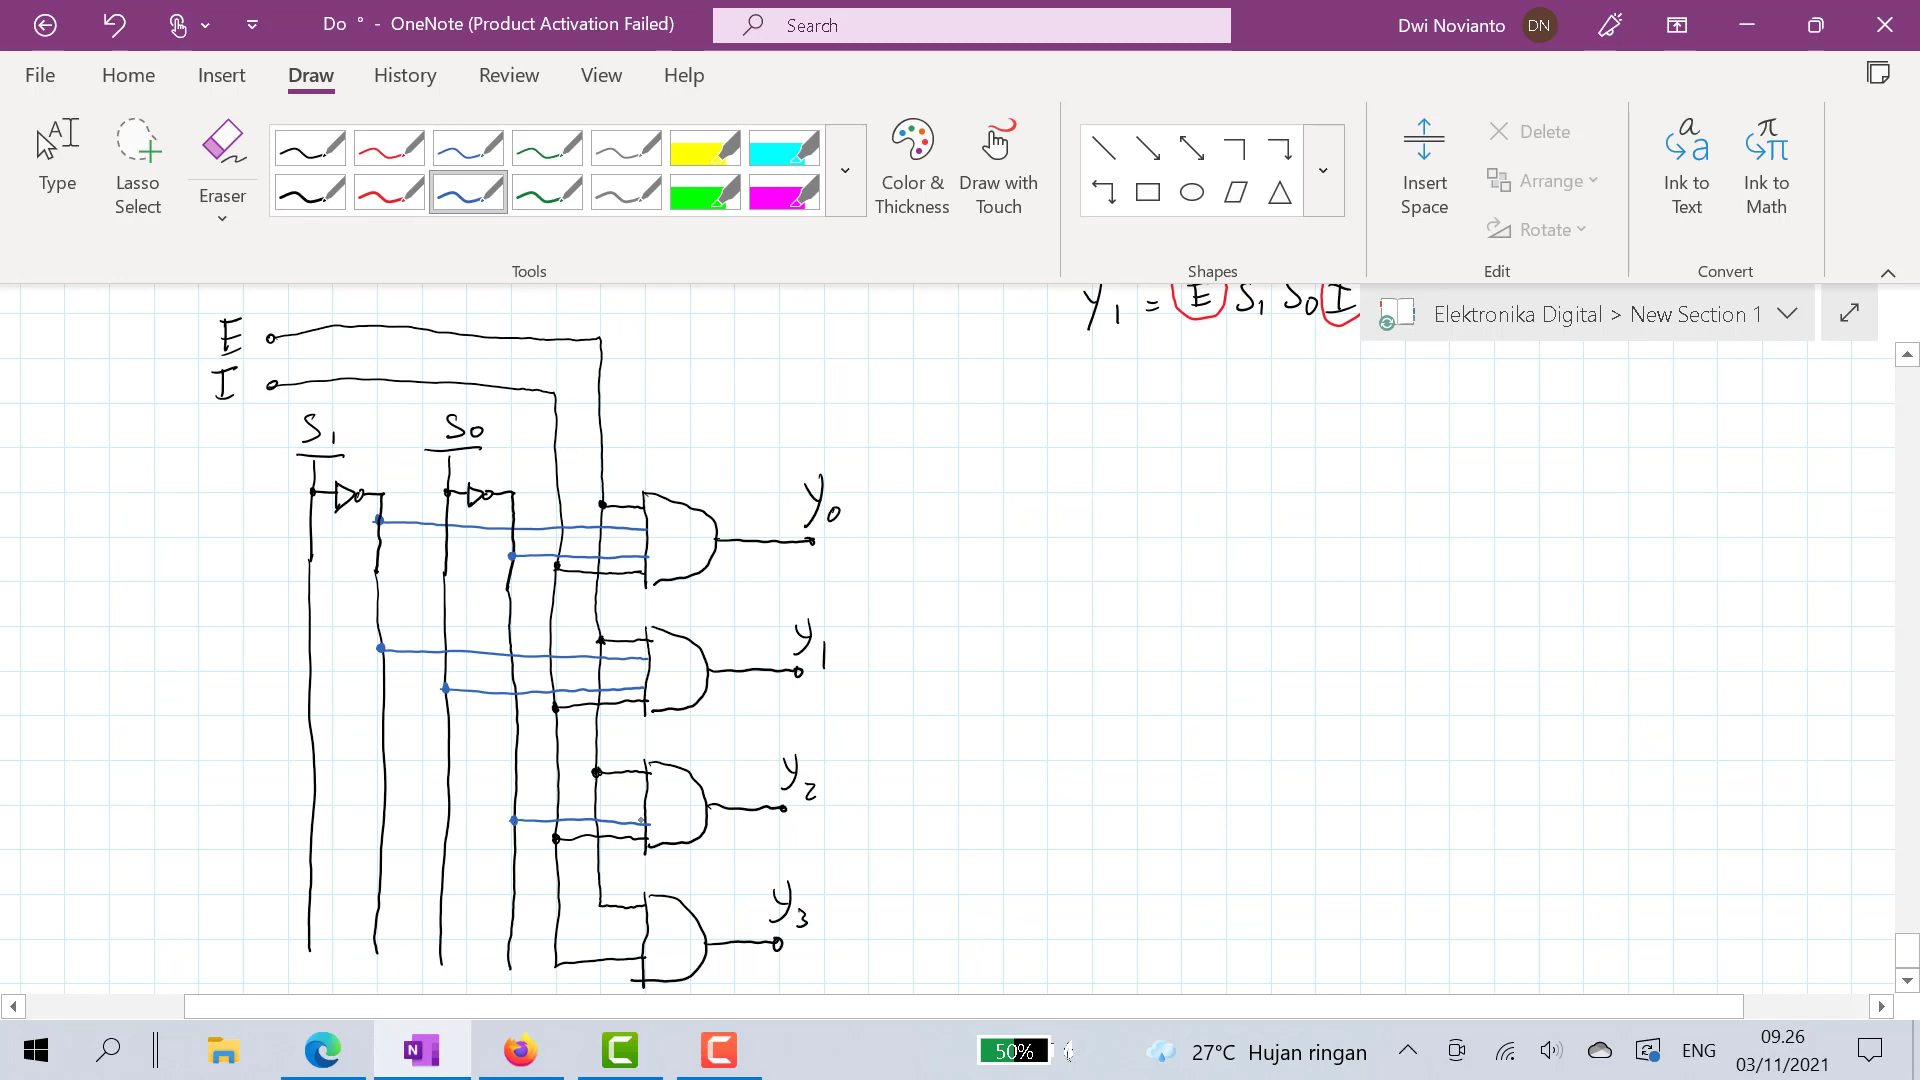 Do ° - OneNote (Product Activation Failed)
Search
Dwi Novianto
DN
File
Home
Insert
Draw
History
Review
View
Help
Type
Lasso
Select
Eraser
Color &
Thickness
Draw with
Touch
Insert
Space
Delete
Arrange
Rotate
Ink to
Text
Ink to
Math
Tools
Shapes
Edit
Convert
y1 = E S1 S0 I
Elektronika Digital > New Section 1
E
I
S1
S0
y0
y1
y2
y3
50%
27°C Hujan ringan
ENG
09.26
03/11/2021